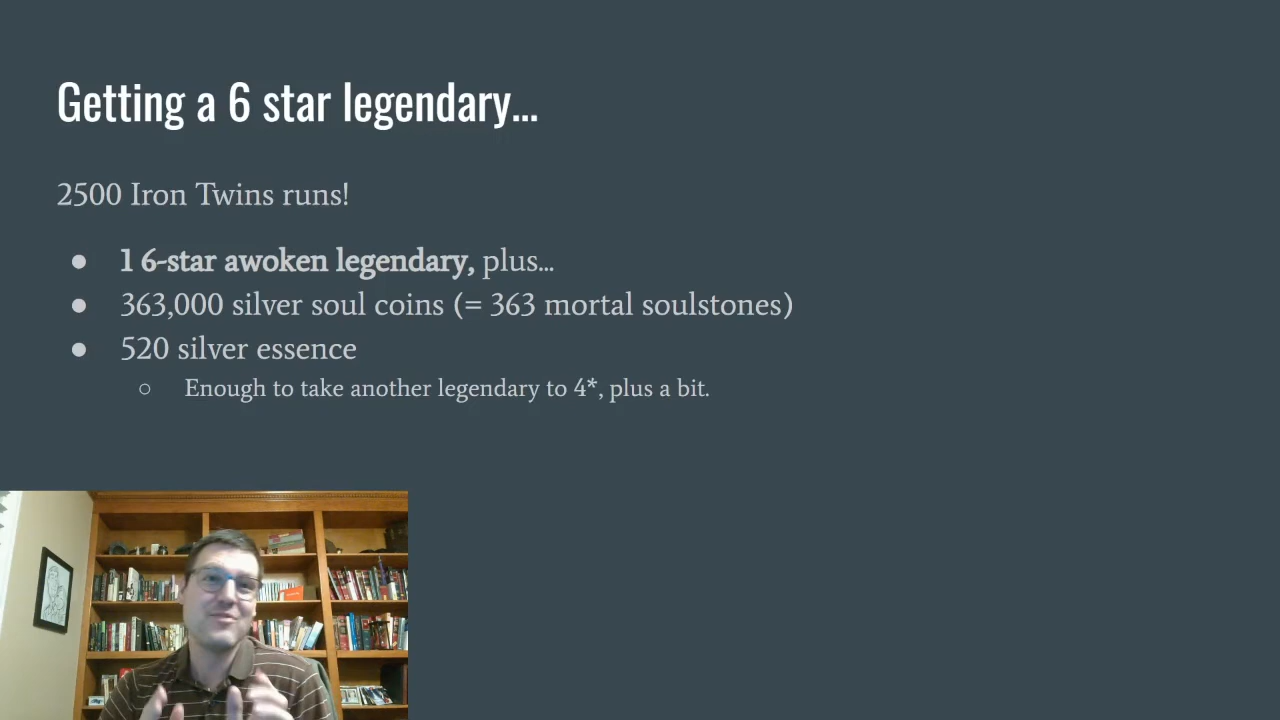 Getting a 6 star legendary...
2500 Iron Twins runs!
● 1 6-star awoken legendary, plus...
● 363,000 silver soul coins (= 363 mortal soulstones)
● 520 silver essence
○ Enough to take another legendary to 4*, plus a bit.